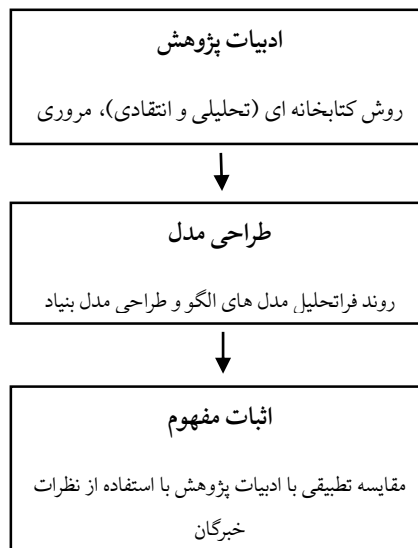 ادبیات پژوهش
روش کتابخانه ای (تحلیلی و انتقادی)، مروری
طراحی مدل
روند فراتحلیل مدل های الگو و طراحی مدل بنیاد
اثبات مفهوم
مقایسه تطبیقی با ادبیات پژوهش با استفاده از نظرات
خبرگان